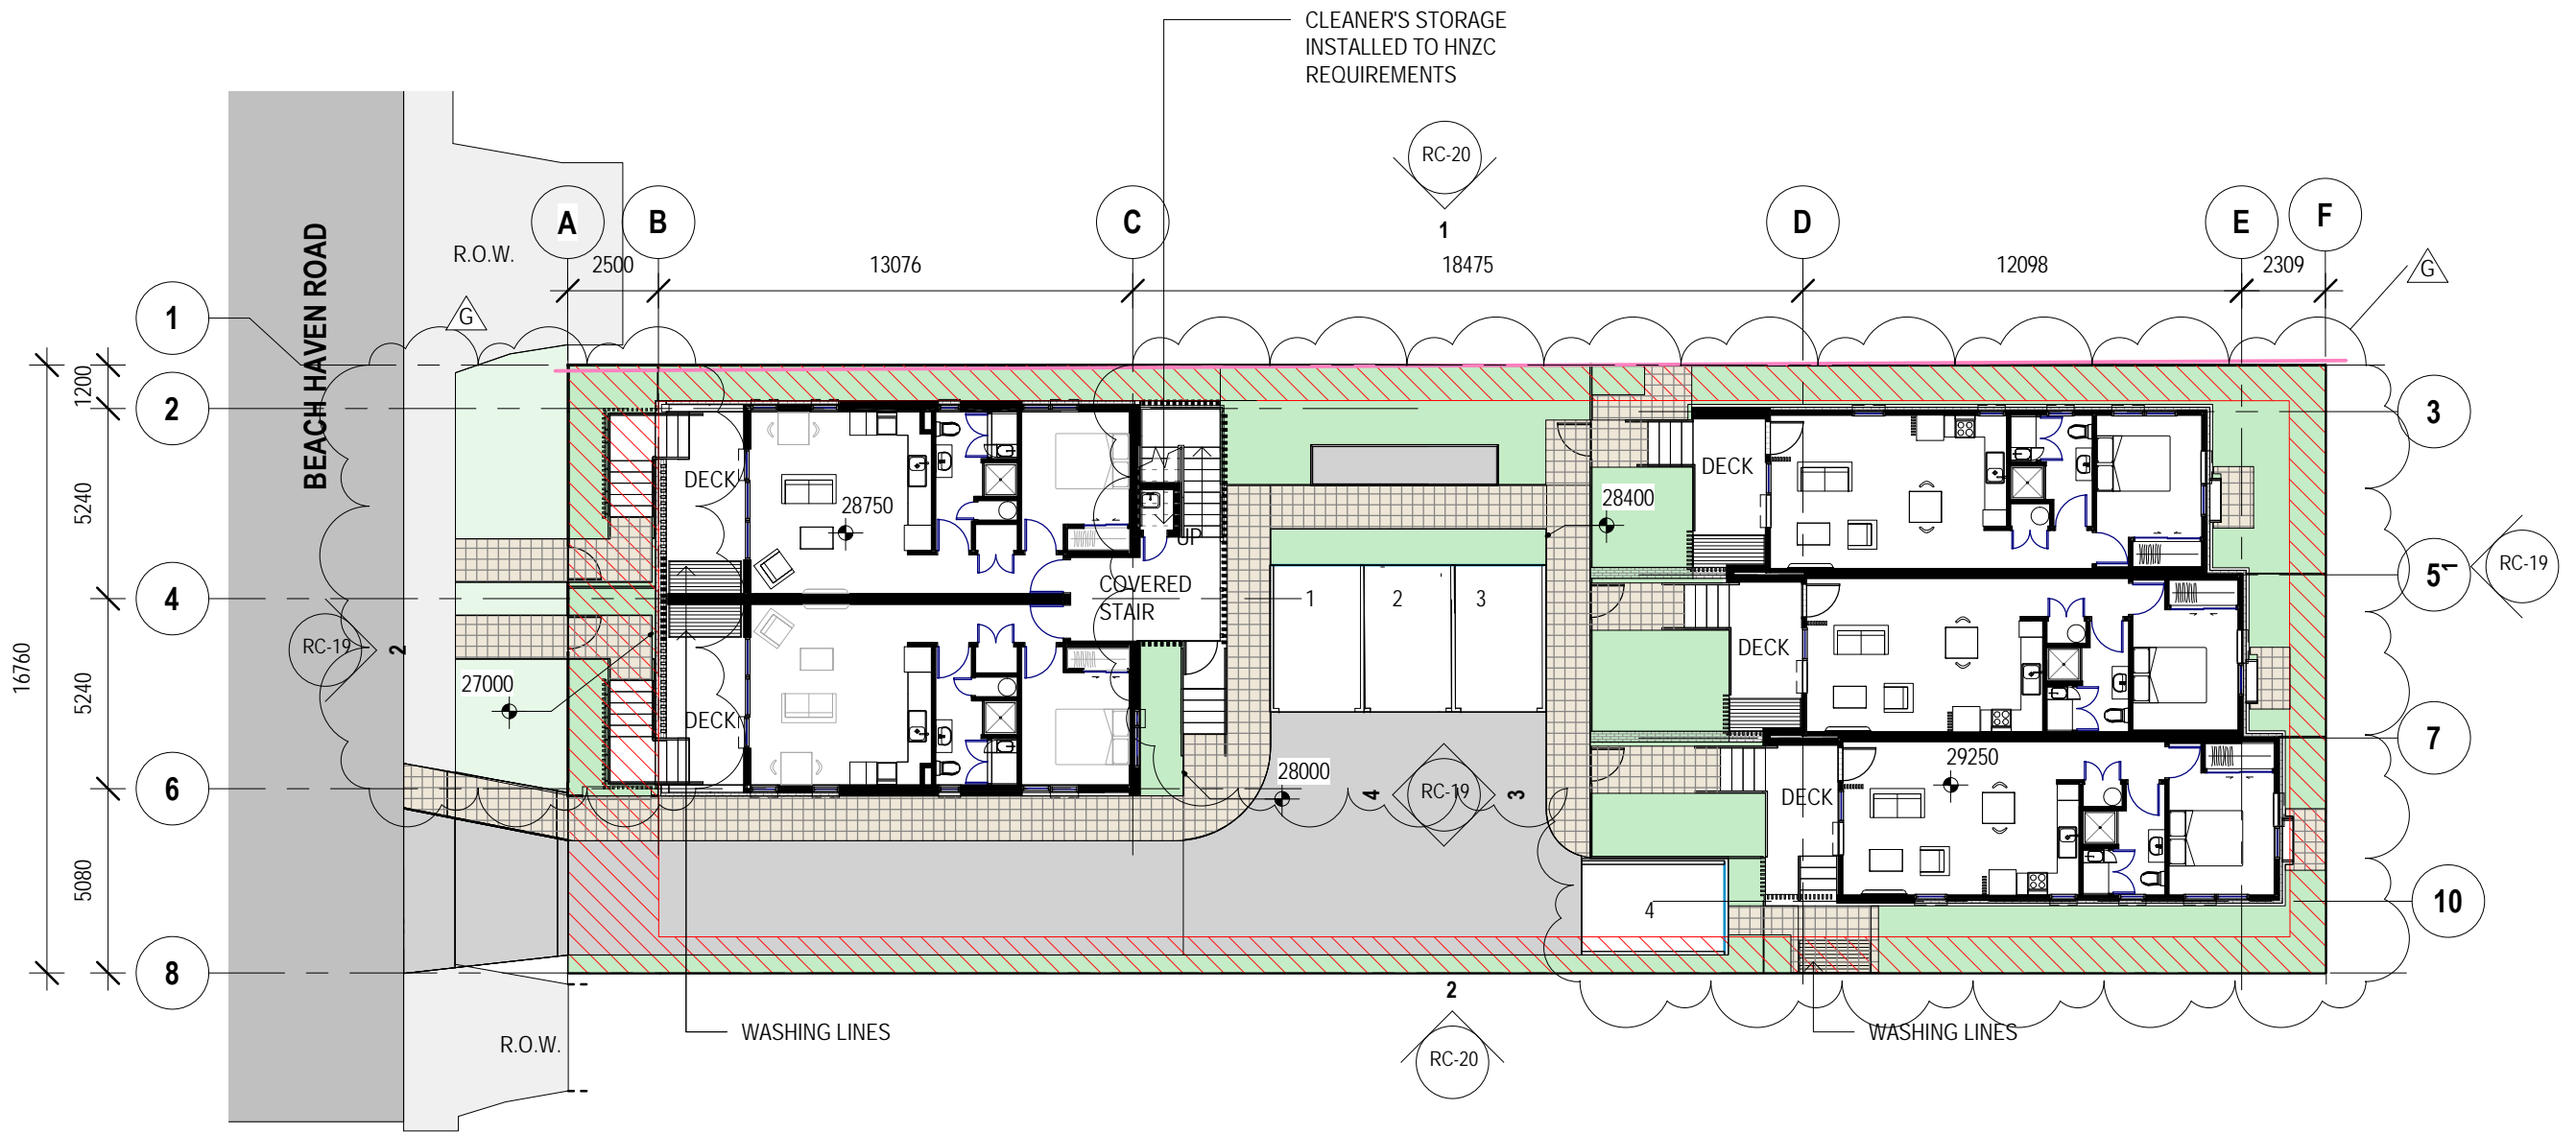 CLEANER'S STORAGE
INSTALLED TO HNZC
REQUIREMENTS
RC-20
1
A
B
C
D
E
F
R.O.W.
2500
13076
18475
12098
2309
G
G
BEACH HAVEN ROAD
1
2
4
6
8
3
5
7
10
16760
1200
5240
5240
5080
DECK
28750
UP
COVERED
STAIR
DECK
27000
28000
1
2
3
4
28400
DECK
DECK
DECK
29250
RC-19
2
RC-19
4
3
RC-19
1
2
RC-20
WASHING LINES
WASHING LINES
R.O.W.